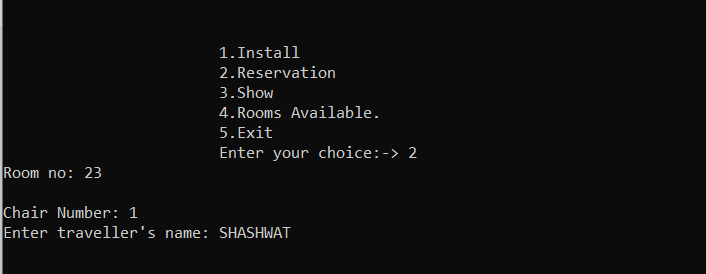 1.Install
2.Reservation
3.Show
4.Rooms Available.
5.Exit
Enter your choice:-> 2
Room no: 23
Chair Number: 1
Enter traveller's name: SHASHWAT